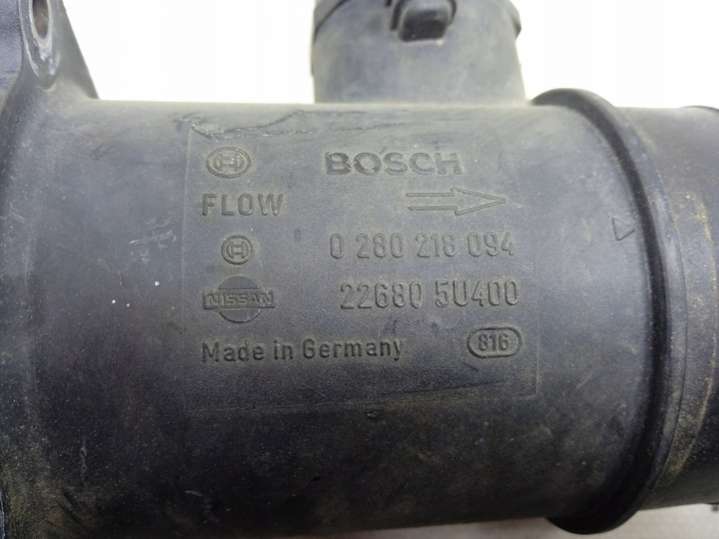 BOSCH
FLOW
0 280 218 094
NISSAN 22680 5U400
Made in Germany 816